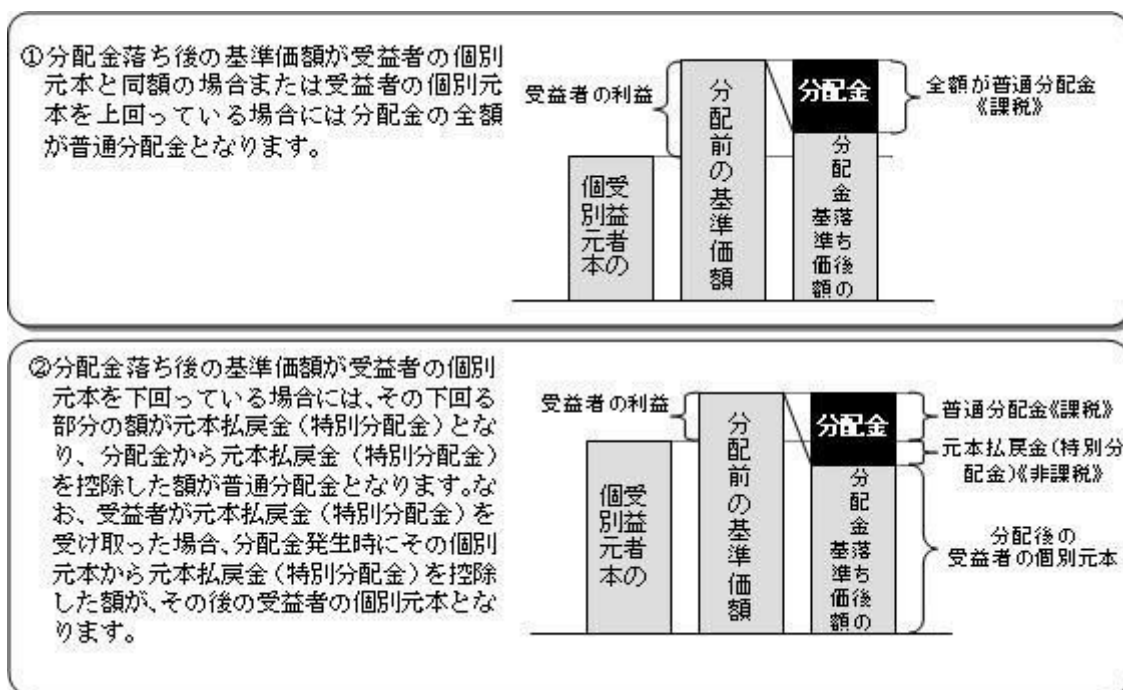 ①分配金落ち後の基準価額が受益者の個別
元本と同額の場合または受益者の個別元
本を上回っている場合には分配金の全額
が普通分配金となります。
受益者の利益
受益者の
個別元本
分配前の基準価額
分配金
分配金落ち後の
基準価額
全額が普通分配金
《課税》
②分配金落ち後の基準価額が受益者の個別
元本を下回っている場合には、その下回る
部分の額が元本払戻金(特別分配金)とな
り、分配金から元本払戻金(特別分配金)
を控除した額が普通分配金となります。な
お、受益者が元本払戻金(特別分配金)を
受け取った場合、分配金発生時にその個別
元本から元本払戻金(特別分配金)を控除
した額が、その後の受益者の個別元本とな
ります。
受益者の利益
受益者の
個別元本
分配前の基準価額
分配金
分配金落ち後の
基準価額
普通分配金《課税》
元本払戻金(特別分
配金)《非課税》
分配後の
受益者の個別元本